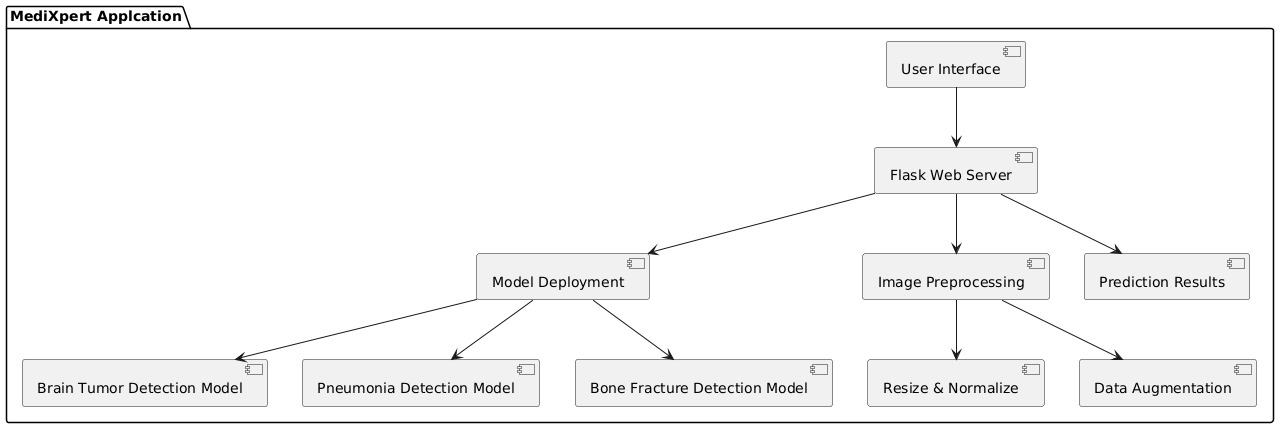 MediXpert Applcation
User Interface
Flask Web Server
Model Deployment
Image Preprocessing
Prediction Results
Brain Tumor Detection Model
Pneumonia Detection Model
Bone Fracture Detection Model
Resize & Normalize
Data Augmentation